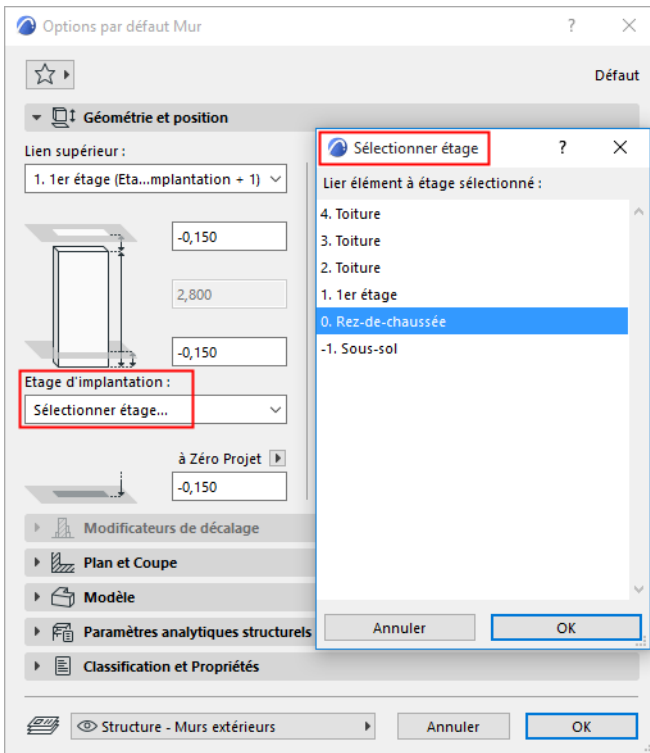 Options par défaut Mur
?
Défaut
Géométrie et position
Lien supérieur :
1. 1er étage (Eta...mplantation + 1)
-0,150
2,800
-0,150
Etage d'implantation :
Sélectionner étage...
à Zéro Projet
-0,150
Modificateurs de décalage
Plan et Coupe
Modèle
Paramètres analytiques structurels
Classification et Propriétés
Structure - Murs extérieurs
Annuler
OK
Sélectionner étage
?
Lier élément à étage sélectionné :
4. Toiture
3. Toiture
2. Toiture
1. 1er étage
0. Rez-de-chaussée
-1. Sous-sol
Annuler
OK